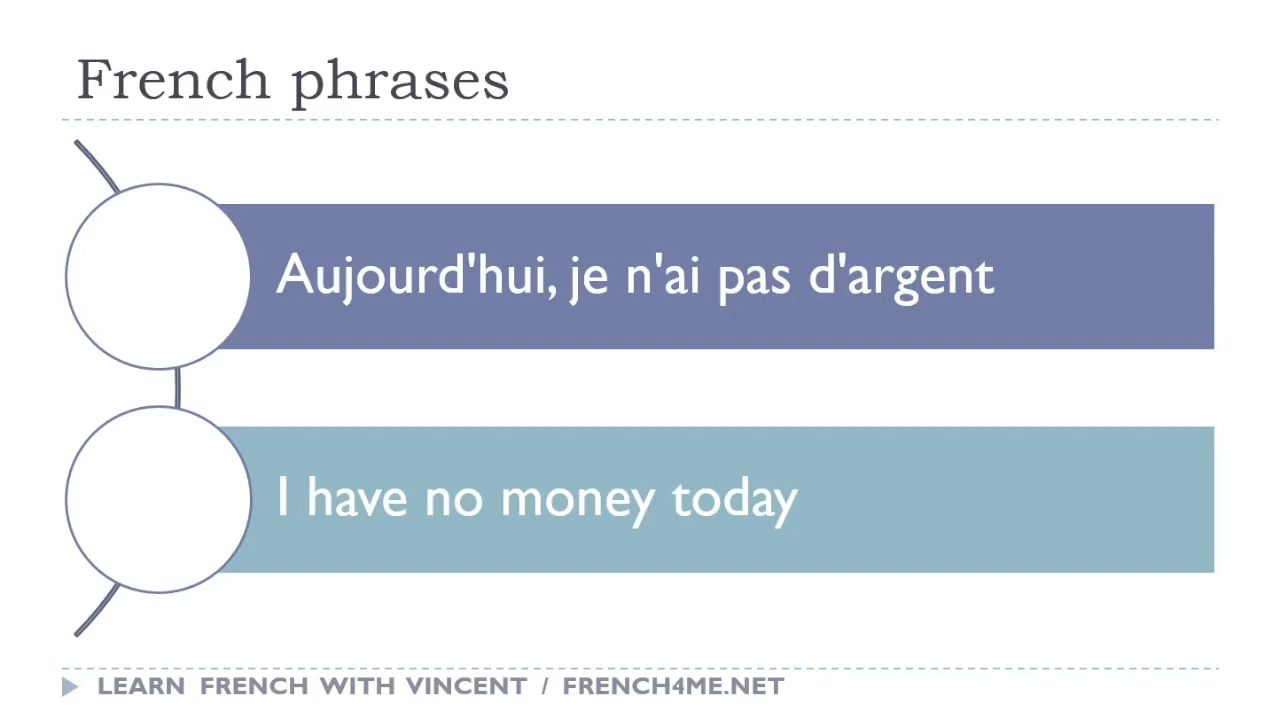 French phrases
Aujourd'hui, je n'ai pas d'argent
I have no money today
LEARN FRENCH WITH VINCENT / FRENCH4ME.NET